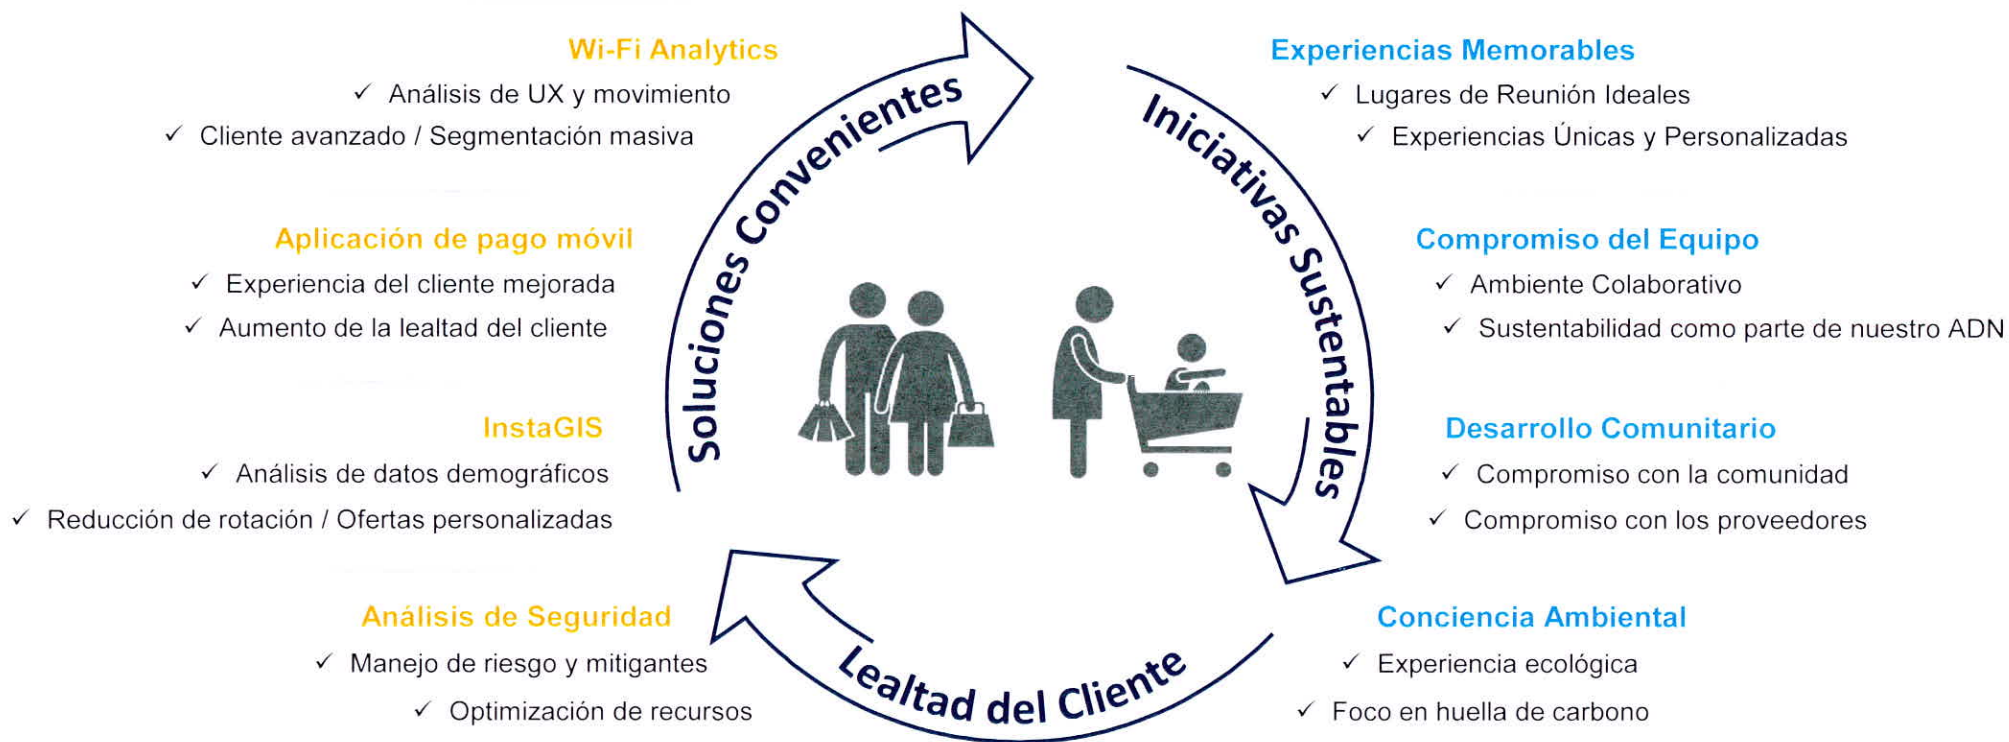 Wi-Fi Analytics
✓ Análisis de UX y movimiento
✓ Cliente avanzado / Segmentación masiva
Aplicación de pago móvil
✓ Experiencia del cliente mejorada
✓ Aumento de la lealtad del cliente
InstaGIS
✓ Análisis de datos demográficos
✓ Reducción de rotación / Ofertas personalizadas
Análisis de Seguridad
✓ Manejo de riesgo y mitigantes
✓ Optimización de recursos
Soluciones Convenientes
Iniciativas Sustentables
Lealtad del Cliente
Experiencias Memorables
✓ Lugares de Reunión Ideales
✓ Experiencias Únicas y Personalizadas
Compromiso del Equipo
✓ Ambiente Colaborativo
✓ Sustentabilidad como parte de nuestro ADN
Desarrollo Comunitario
✓ Compromiso con la comunidad
✓ Compromiso con los proveedores
Conciencia Ambiental
✓ Experiencia ecológica
✓ Foco en huella de carbono